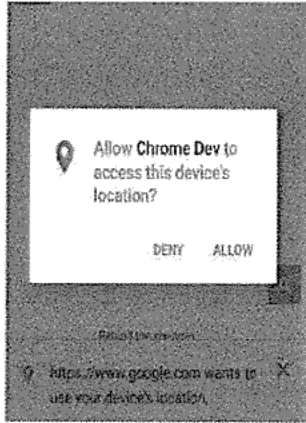 Allow Chrome Dev to
access this device's
location?
DENY ALLOW
https://www.google.com wants to
use your device's location.